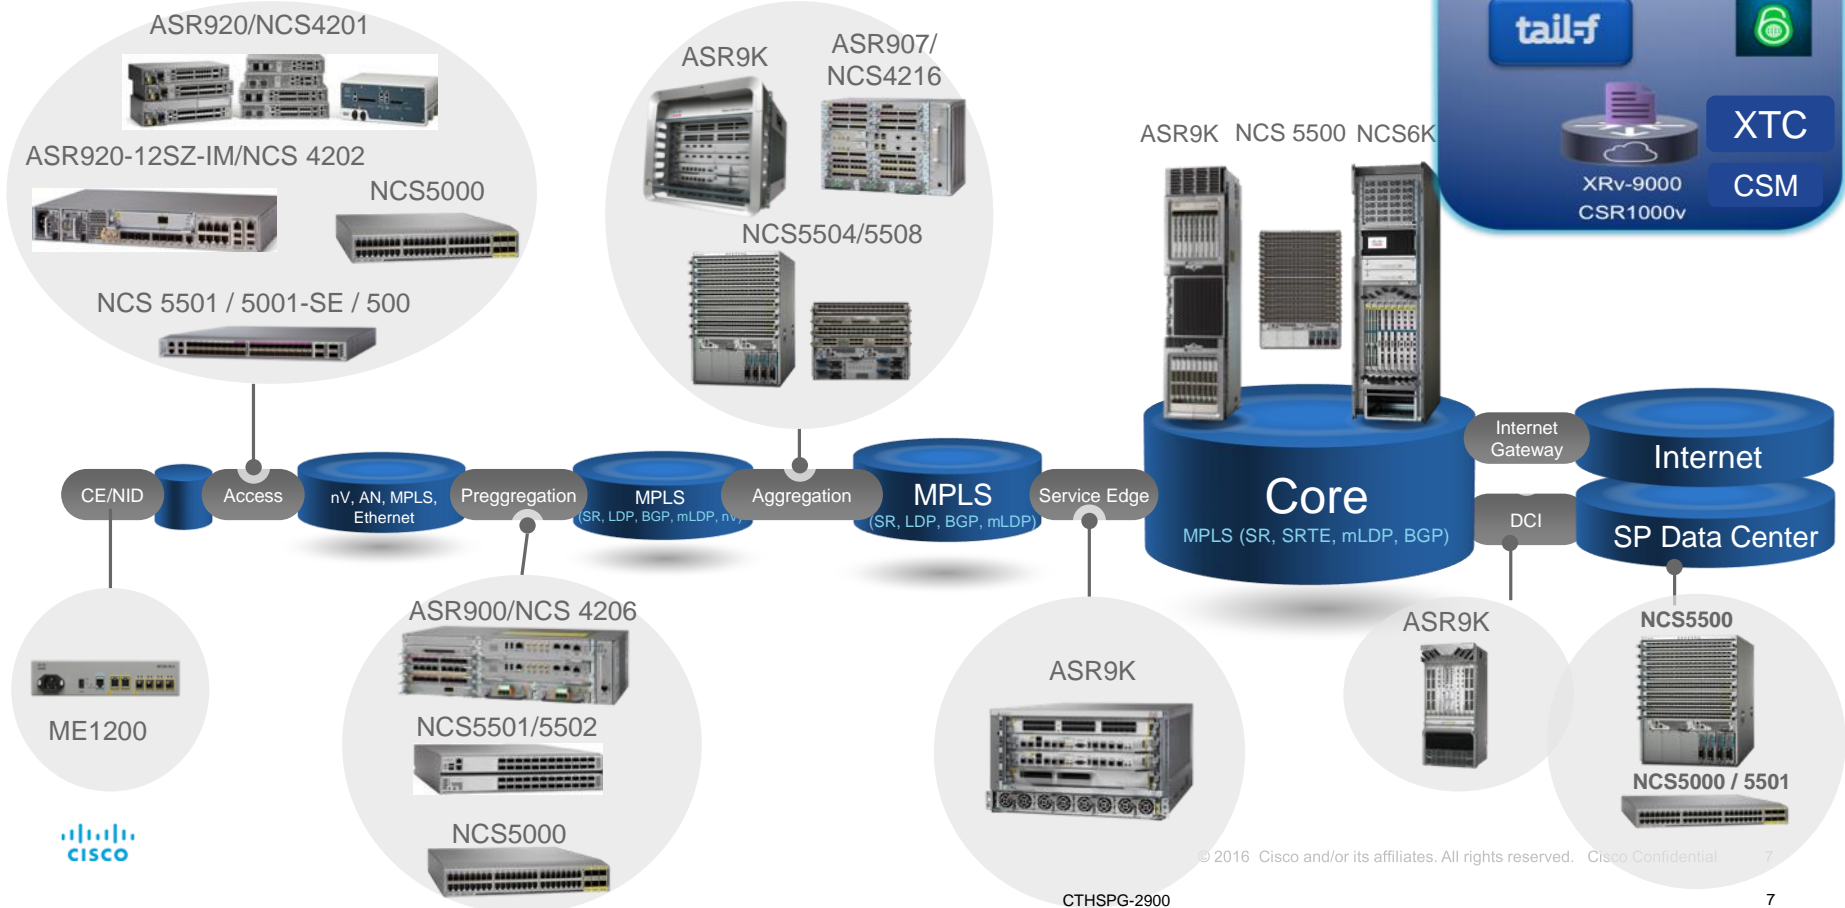 ASR920/NCS4201
ASR920-12SZ-IM/NCS 4202
NCS5000
NCS 5501 / 5001-SE / 500
ASR9K
ASR907/
NCS4216
NCS5504/5508
ASR9K NCS 5500 NCS6K
tail-f
XRv-9000
CSR1000v
XTC
CSM
CE/NID
Access
nV, AN, MPLS,
Ethernet
Preggregation
MPLS
(SR, LDP, BGP, mLDP, nV)
Aggregation
MPLS
(SR, LDP, BGP, mLDP)
Service Edge
Core
MPLS (SR, SRTE, mLDP, BGP)
Internet
Gateway
DCI
Internet
SP Data Center
ME1200
ASR900/NCS 4206
NCS5501/5502
NCS5000
ASR9K
ASR9K
NCS5500
NCS5000 / 5501
CISCO
© 2016 Cisco and/or its affiliates. All rights reserved. Cisco Confidential 7
CTHSPG-2900
7